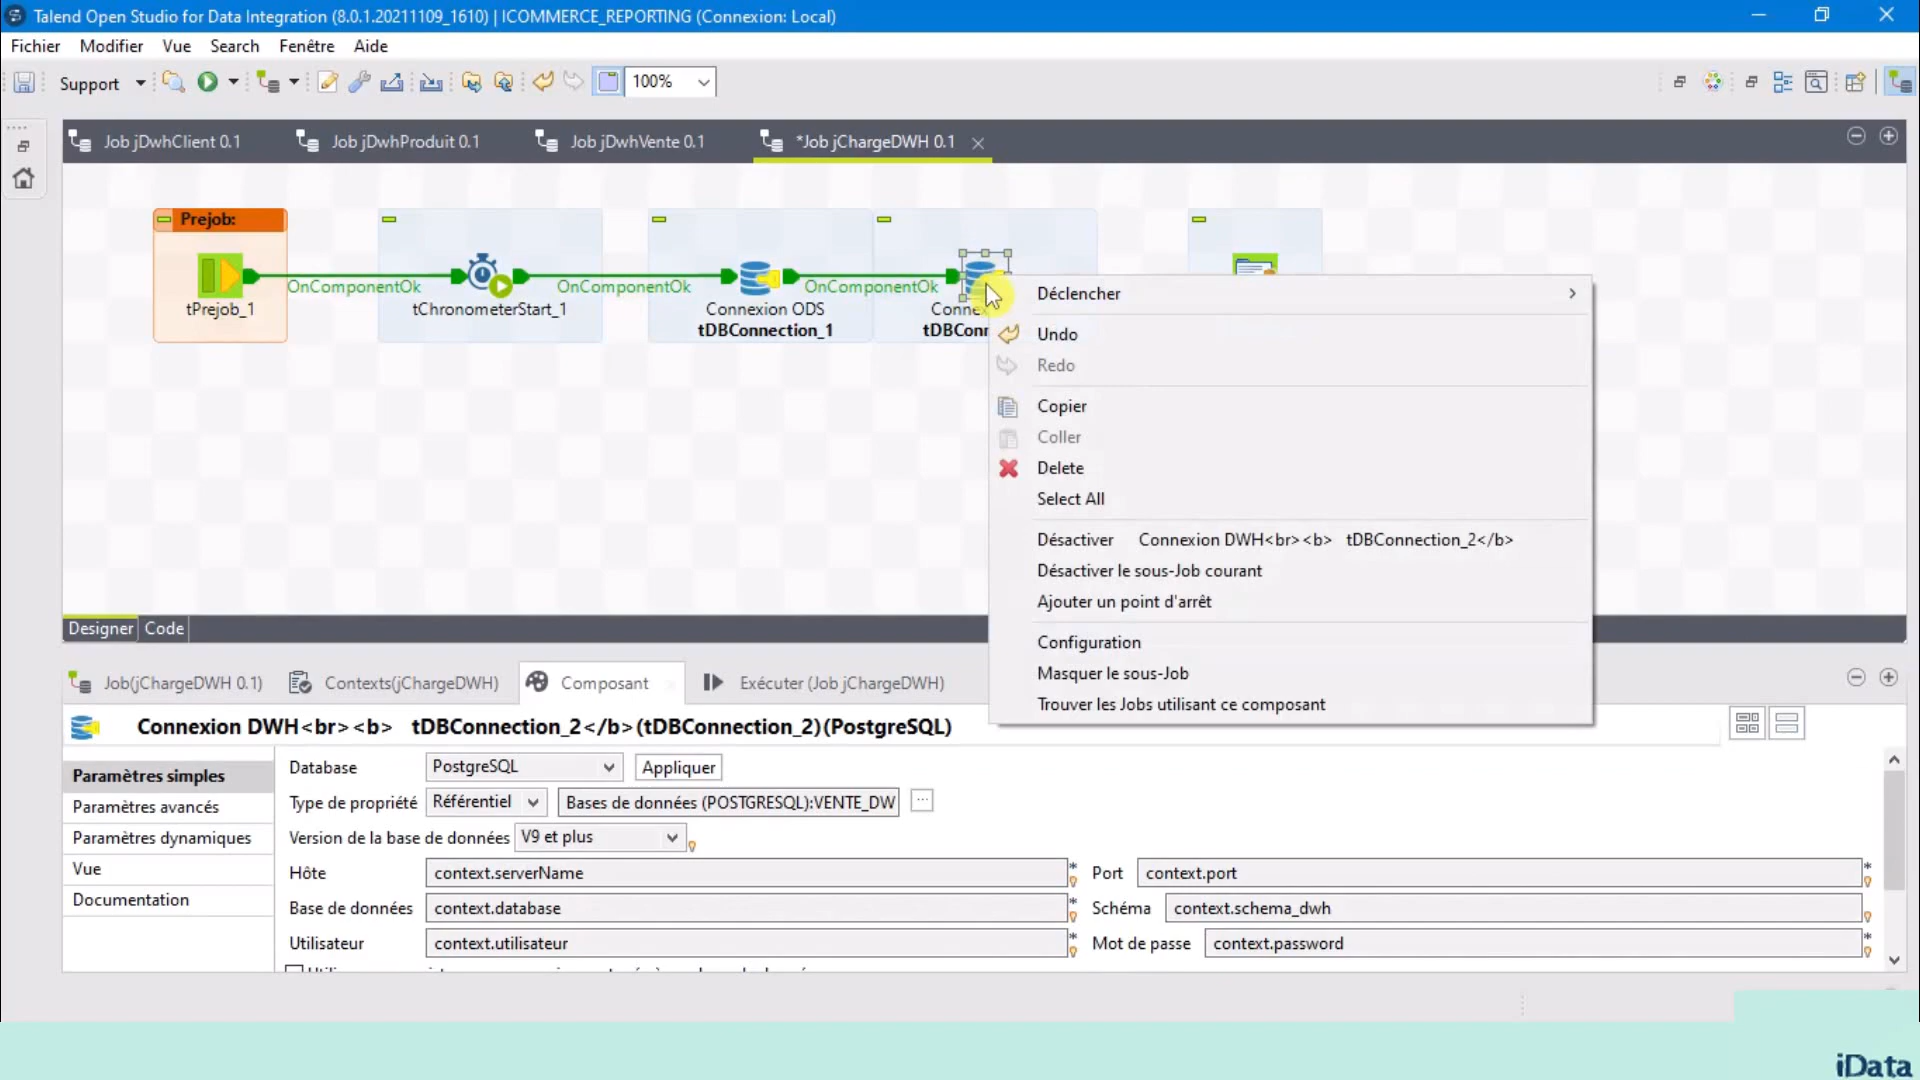 Talend Open Studio for Data Integration (8.0.1.20211109_1610) | ICOMMERCE_REPORTING (Connexion: Local)
Fichier Modifier Vue Search Fenêtre Aide
Support 100%
Job jDwhClient 0.1 Job jDwhProduit 0.1 Job jDwhVente 0.1 *Job jChargeDWH 0.1
Prejob:
OnComponentOk OnComponentOk OnComponentOk
tPrejob_1 tChronometerStart_1 Connexion ODS Conne
tDBConnection_1 tDBConn
Déclencher
Undo
Redo
Copier
Coller
Delete
Select All
Désactiver Connexion DWH<br><b> tDBConnection_2</b>
Désactiver le sous-Job courant
Ajouter un point d'arrêt
Configuration
Masquer le sous-Job
Trouver les Jobs utilisant ce composant
Designer Code
Job(jChargeDWH 0.1) Contexts(jChargeDWH) Composant Exécuter (Job jChargeDWH)
Connexion DWH<br><b> tDBConnection_2</b>(tDBConnection_2)(PostgreSQL)
Paramètres simples
Paramètres avancés
Paramètres dynamiques
Vue
Documentation
Database PostgreSQL Appliquer
Type de propriété Référentiel Bases de données (POSTGRESQL):VENTE_DW ...
Version de la base de données V9 et plus
Hôte context.serverName * Port context.port *
Base de données context.database * Schéma context.schema_dwh
Utilisateur context.utilisateur * Mot de passe context.password *
iData